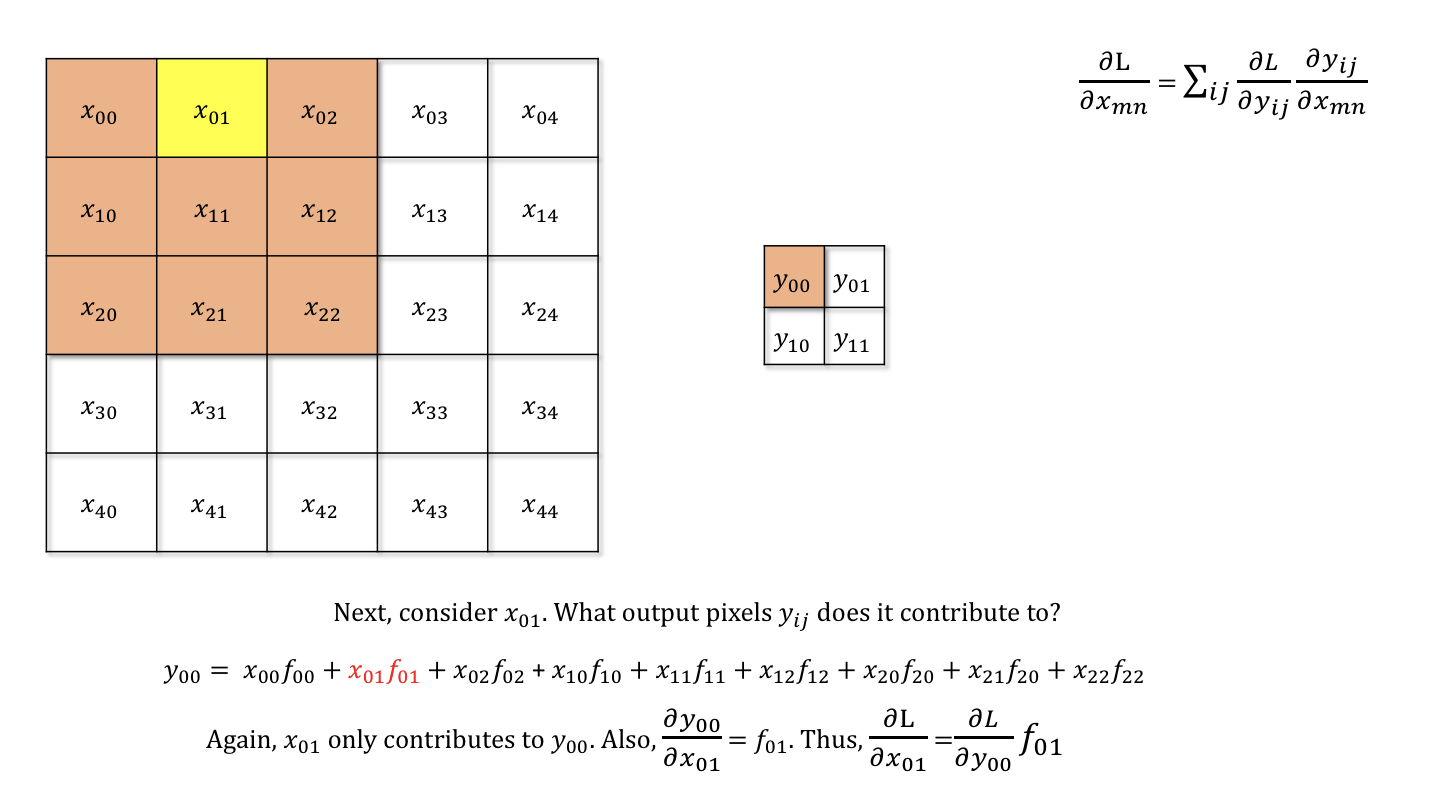 x₀₀ x₀₁ x₀₂ x₀₃ x₀₄
x₁₀ x₁₁ x₁₂ x₁₃ x₁₄
x₂₀ x₂₁ x₂₂ x₂₃ x₂₄
x₃₀ x₃₁ x₃₂ x₃₃ x₃₄
x₄₀ x₄₁ x₄₂ x₄₃ x₄₄
∂L/∂xₘₙ = ∑ᵢⱼ ∂L/∂yᵢⱼ ∂yᵢⱼ/∂xₘₙ
y₀₀ y₀₁
y₁₀ y₁₁
Next, consider x₀₁. What output pixels yᵢⱼ does it contribute to?
y₀₀ = x₀₀f₀₀ + x₀₁f₀₁ + x₀₂f₀₂ + x₁₀f₁₀ + x₁₁f₁₁ + x₁₂f₁₂ + x₂₀f₂₀ + x₂₁f₂₀ + x₂₂f₂₂
Again, x₀₁ only contributes to y₀₀. Also, ∂y₀₀/∂x₀₁ = f₀₁. Thus, ∂L/∂x₀₁ = ∂L/∂y₀₀ f₀₁